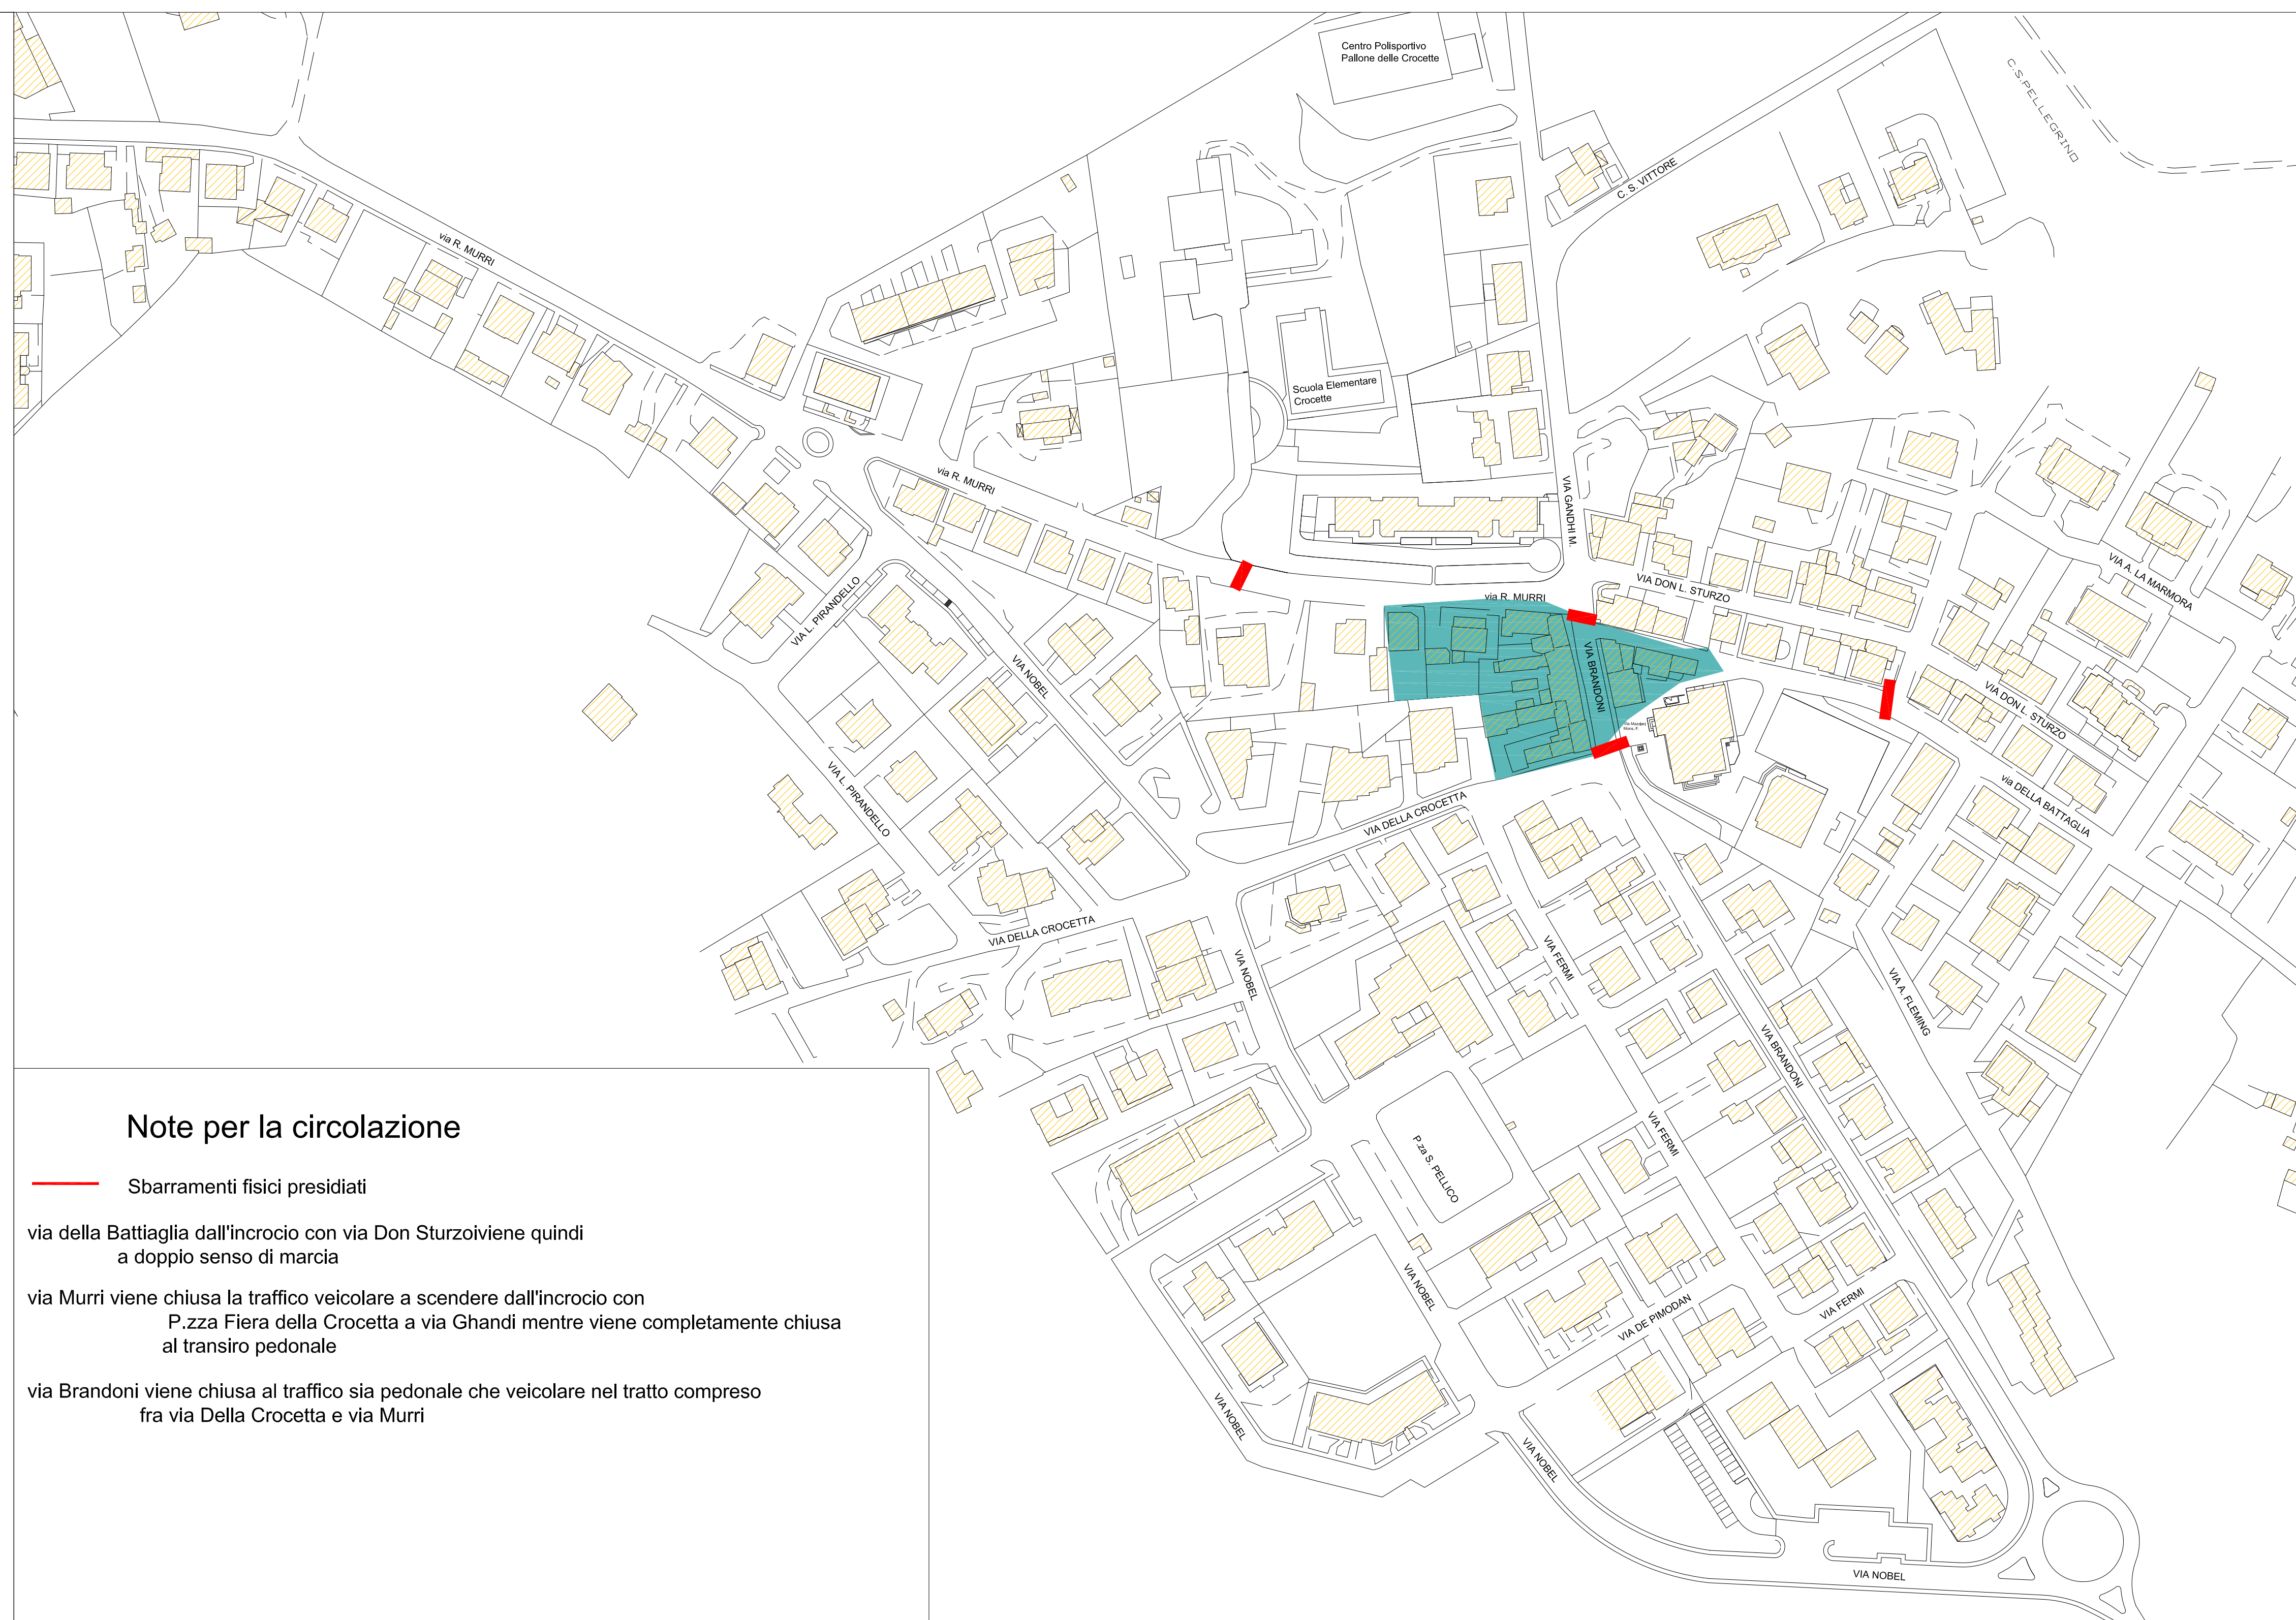 Centro Polisportivo
Pallone delle Crocette
C.S.PELLEGRINO
C. S. VITTORE
via R. MURRI
Scuola Elementare
Crocette
via R. MURRI
VIA GANDHI M.
VIA A. LA MARMORA
VIA DON L. STURZO
via R. MURRI
VIA L. PIRANDELLO
VIA NOBEL
VIA BRANDONI
VIA DON L. STURZO
VIA L. PIRANDELLO
via DELLA BATTAGLIA
VIA DELLA CROCETTA
VIA DELLA CROCETTA
VIA NOBEL
VIA FERMI
VIA A. FLEMING
VIA BRANDONI
VIA FERMI
P.za S. PELLICO
VIA NOBEL
VIA DE PIMODAN
VIA FERMI
VIA NOBEL
VIA NOBEL
VIA NOBEL
Note per la circolazione
Sbarramenti fisici presidiati
via della Battiaglia dall'incrocio con via Don Sturzoiviene quindi
a doppio senso di marcia
via Murri viene chiusa la traffico veicolare a scendere dall'incrocio con
P.zza Fiera della Crocetta a via Ghandi mentre viene completamente chiusa
al transiro pedonale
via Brandoni viene chiusa al traffico sia pedonale che veicolare nel tratto compreso
fra via Della Crocetta e via Murri